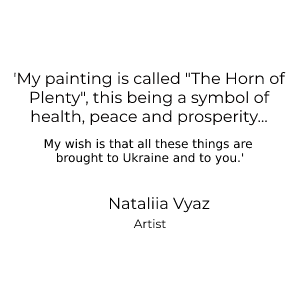 'My painting is called "The Horn of
Plenty", this being a symbol of
health, peace and prosperity...
My wish is that all these things are
brought to Ukraine and to you.'
Nataliia Vyaz
Artist